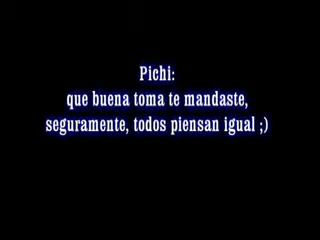 Pichi:
que buena toma te mandaste,
seguramente, todos piensan igual ;)